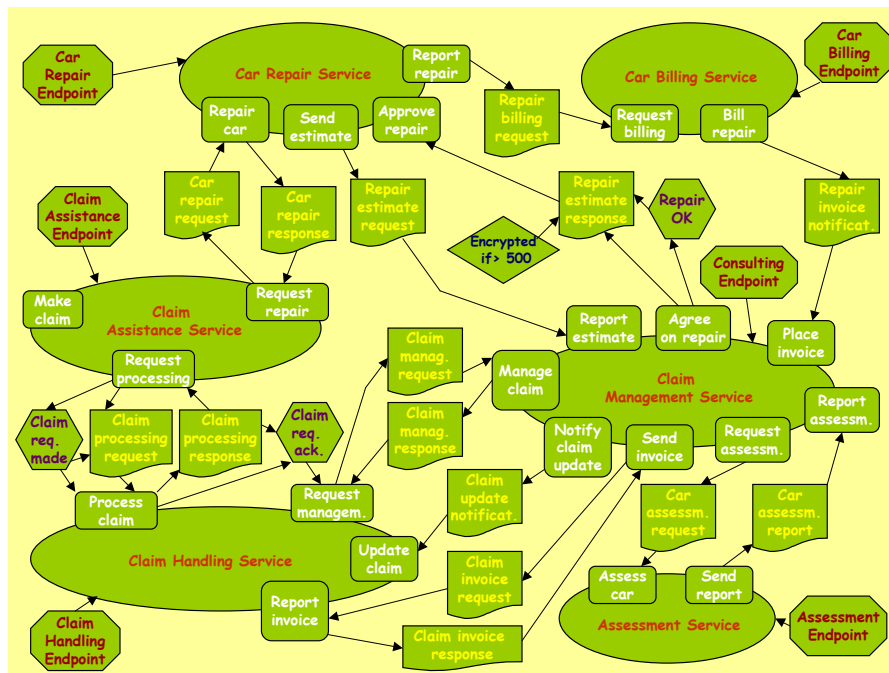 Car
Repair
Endpoint
Car Repair Service
Report
repair
Repair
car
Send
estimate
Approve
repair
Repair
billing
request
Car Billing Service
Request
billing
Bill
repair
Car
Billing
Endpoint
Claim
Assistance
Endpoint
Car
repair
request
Car
repair
response
Repair
estimate
request
Encrypted
if> 500
Repair
estimate
response
Repair
OK
Repair
invoice
notificat.
Consulting
Endpoint
Make
claim
Claim
Assistance Service
Request
repair
Request
processing
Claim
manag.
request
Claim
manag.
response
Report
estimate
Agree
on repair
Place
invoice
Manage
claim
Claim
Management Service
Report
assessm.
Notify
claim
update
Send
invoice
Request
assessm.
Claim
req.
made
Claim
processing
request
Claim
processing
response
Claim
req.
ack.
Process
claim
Request
managem.
Claim
update
notificat.
Car
assessm.
request
Car
assessm.
report
Claim Handling Service
Update
claim
Report
invoice
Claim
invoice
request
Claim invoice
response
Claim
Handling
Endpoint
Assess
car
Send
report
Assessment Service
Assessment
Endpoint